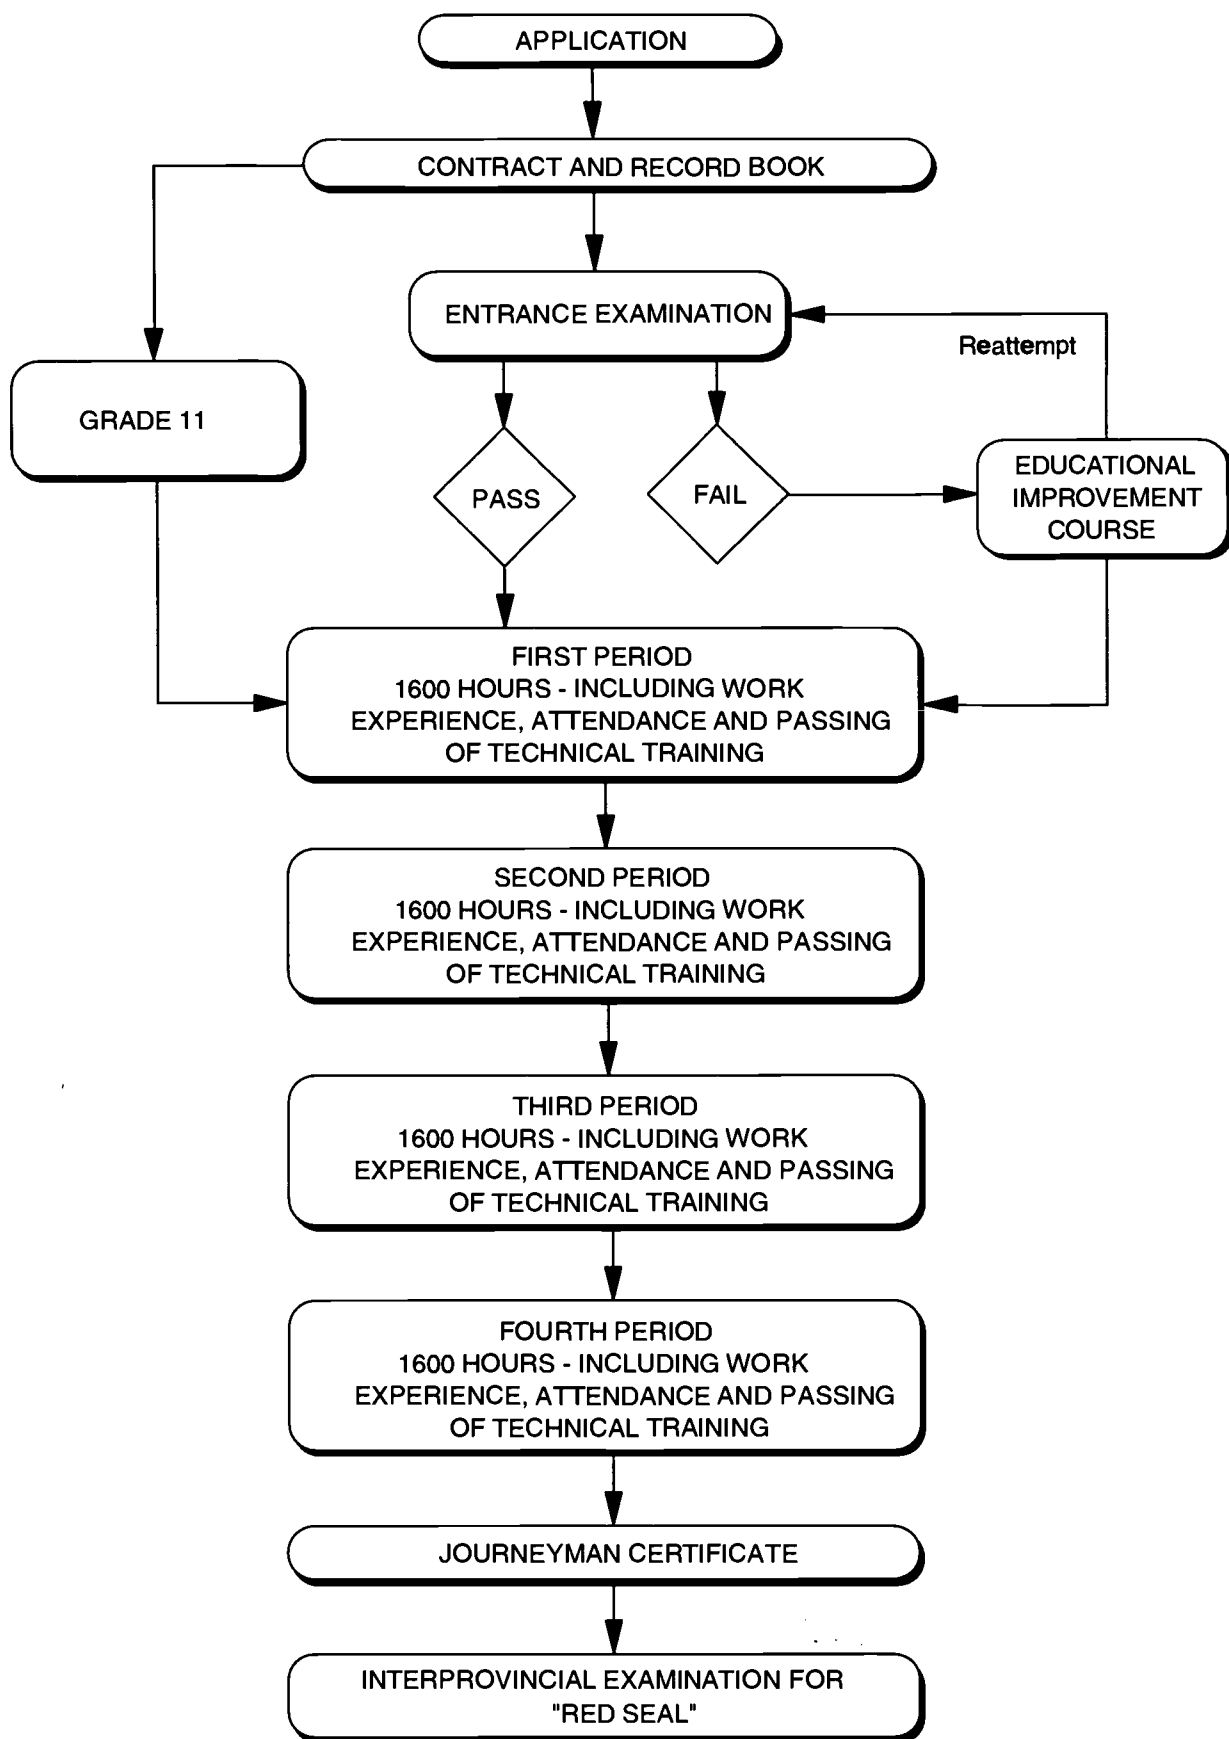 APPLICATION
CONTRACT AND RECORD BOOK
ENTRANCE EXAMINATION
Reattempt
GRADE 11
PASS
FAIL
EDUCATIONAL
IMPROVEMENT
COURSE
FIRST PERIOD
1600 HOURS - INCLUDING WORK
EXPERIENCE, ATTENDANCE AND PASSING
OF TECHNICAL TRAINING
SECOND PERIOD
1600 HOURS - INCLUDING WORK
EXPERIENCE, ATTENDANCE AND PASSING
OF TECHNICAL TRAINING
THIRD PERIOD
1600 HOURS - INCLUDING WORK
EXPERIENCE, ATTENDANCE AND PASSING
OF TECHNICAL TRAINING
FOURTH PERIOD
1600 HOURS - INCLUDING WORK
EXPERIENCE, ATTENDANCE AND PASSING
OF TECHNICAL TRAINING
JOURNEYMAN CERTIFICATE
INTERPROVINCIAL EXAMINATION FOR
"RED SEAL"